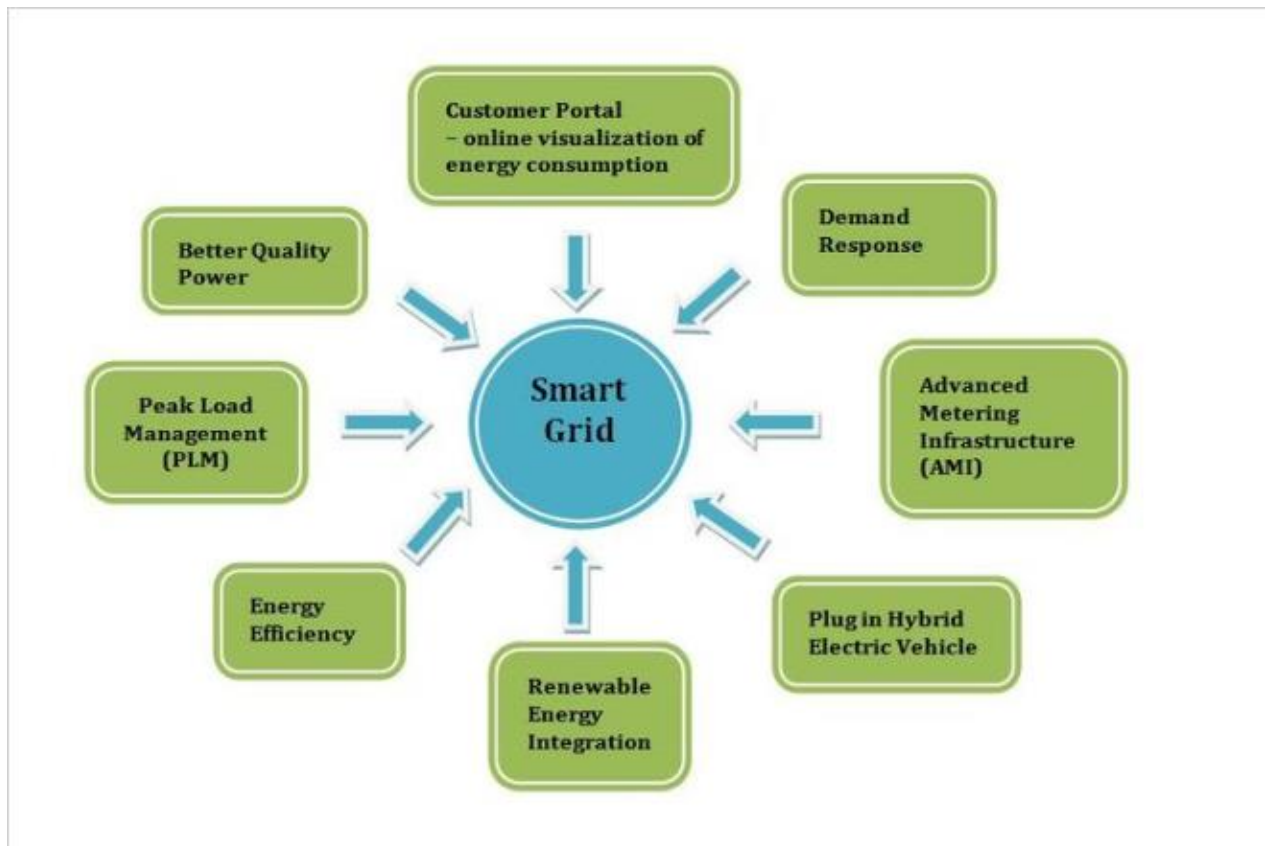 Customer Portal
– online visualization of
energy consumption
Demand
Response
Better Quality
Power
Smart
Grid
Peak Load
Management
(PLM)
Advanced
Metering
Infrastructure
(AMI)
Energy
Efficiency
Plug in Hybrid
Electric Vehicle
Renewable
Energy
Integration